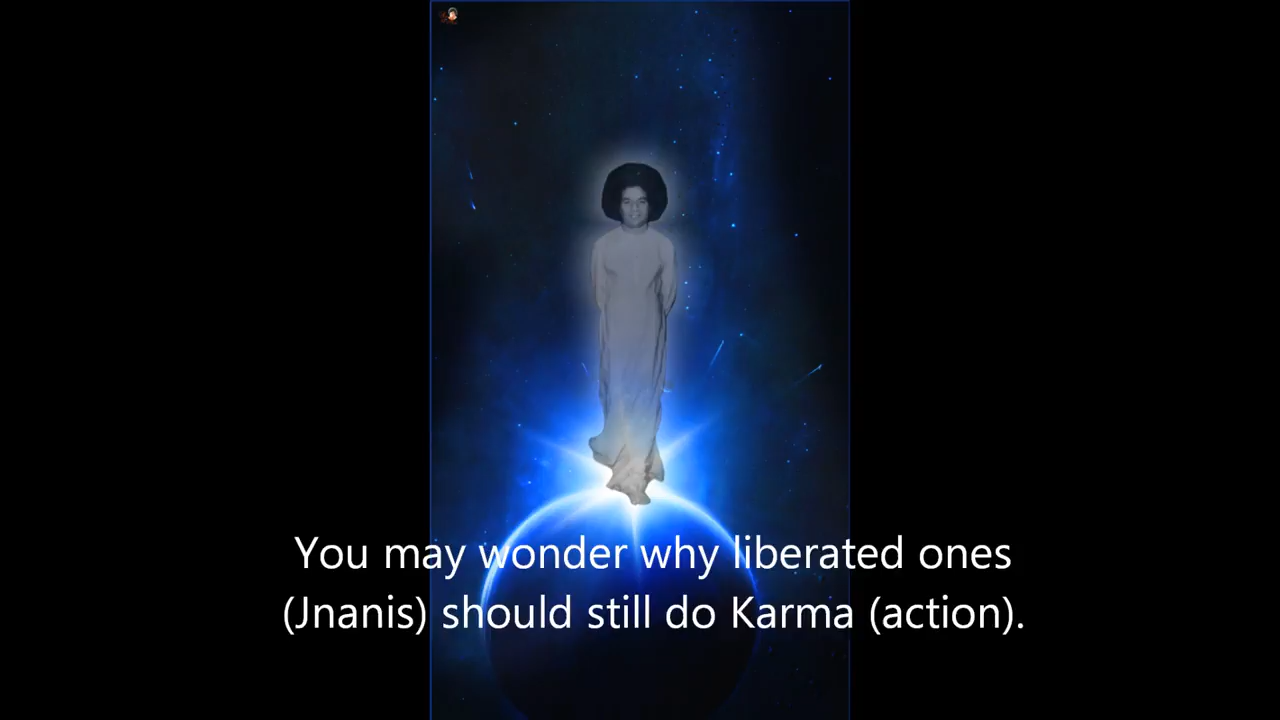 You may wonder why liberated ones
(Jnanis) should still do Karma (action).